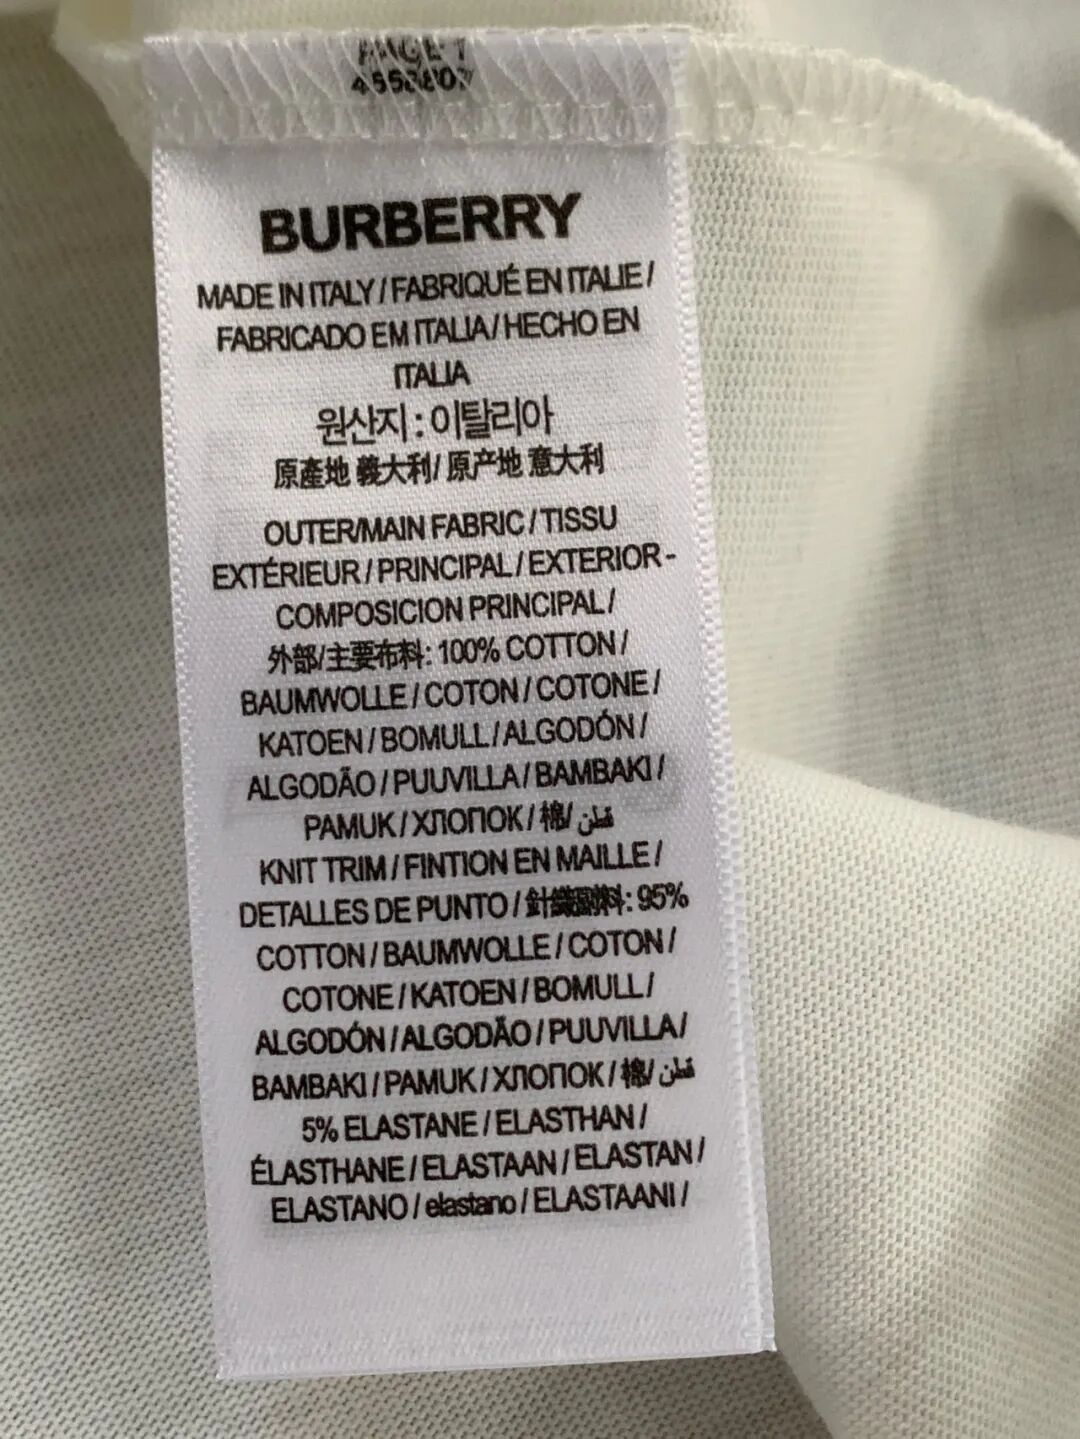 BURBERRY
MADE IN ITALY / FABRIQUÉ EN ITALIE /
FABRICADO EM ITALIA / HECHO EN
ITALIA
원산지 : 이탈리아
原產地 義大利/ 原产地 意大利
OUTER/MAIN FABRIC / TISSU
EXTÉRIEUR / PRINCIPAL / EXTERIOR -
COMPOSICION PRINCIPAL /
外部/主要布料: 100% COTTON /
BAUMWOLLE / COTON / COTONE /
KATOEN / BOMULL / ALGODÓN /
ALGODÃO / PUUVILLA / BAMBAKI /
PAMUK / ХЛОПОК / 棉/ قطن
KNIT TRIM / FINTION EN MAILLE /
DETALLES DE PUNTO / 針織副料: 95%
COTTON / BAUMWOLLE / COTON /
COTONE / KATOEN / BOMULL /
ALGODÓN / ALGODÃO / PUUVILLA /
BAMBAKI / PAMUK / ХЛОПОК / 棉/ قطن
5% ELASTANE / ELASTHAN /
ÉLASTHANE / ELASTAAN / ELASTAN /
ELASTANO / elastano / ELASTAANI /